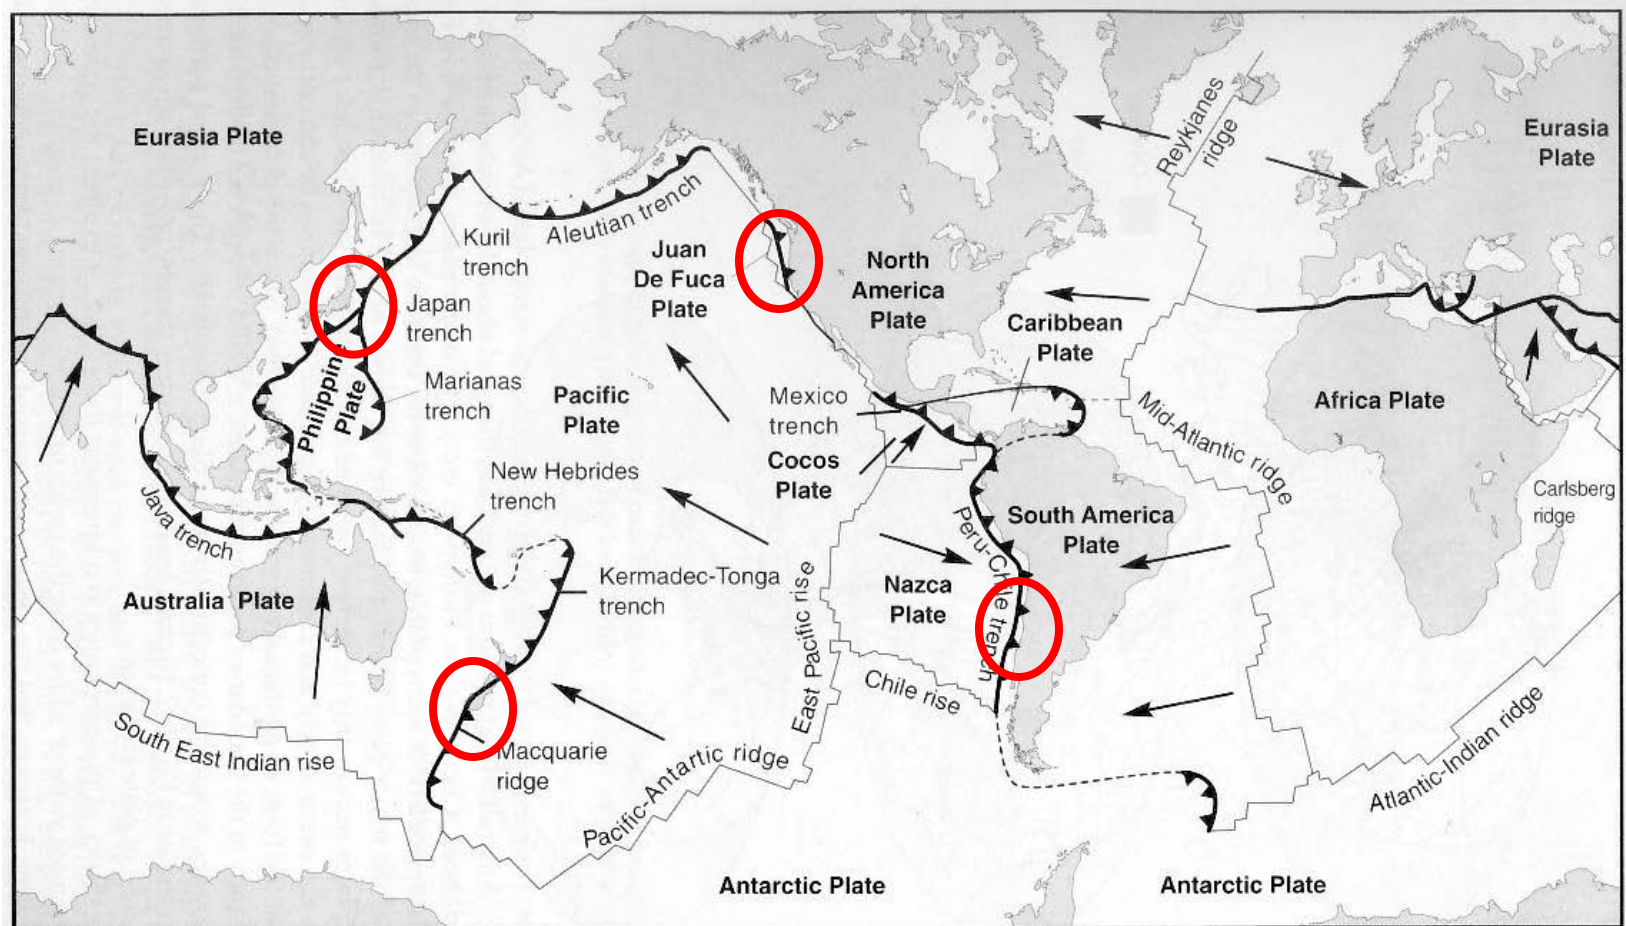 Eurasia Plate
Reykjanes
ridge
Eurasia
Plate
Aleutian trench
Kuril
trench
Juan
De Fuca
Plate
North
America
Plate
Japan
trench
Caribbean
Plate
Philippine
Plate
Marianas
trench
Pacific
Plate
Mexico
trench
Africa Plate
Mid-Atlantic ridge
Cocos
Plate
New Hebrides
trench
Java trench
Carlsberg
ridge
Peru-Chile trench
South America
Plate
Australia Plate
Kermadec-Tonga
trench
East Pacific rise
Nazca
Plate
Chile rise
South East Indian rise
Macquarie
ridge
Pacific-Antartic ridge
Atlantic-Indian ridge
Antarctic Plate
Antarctic Plate